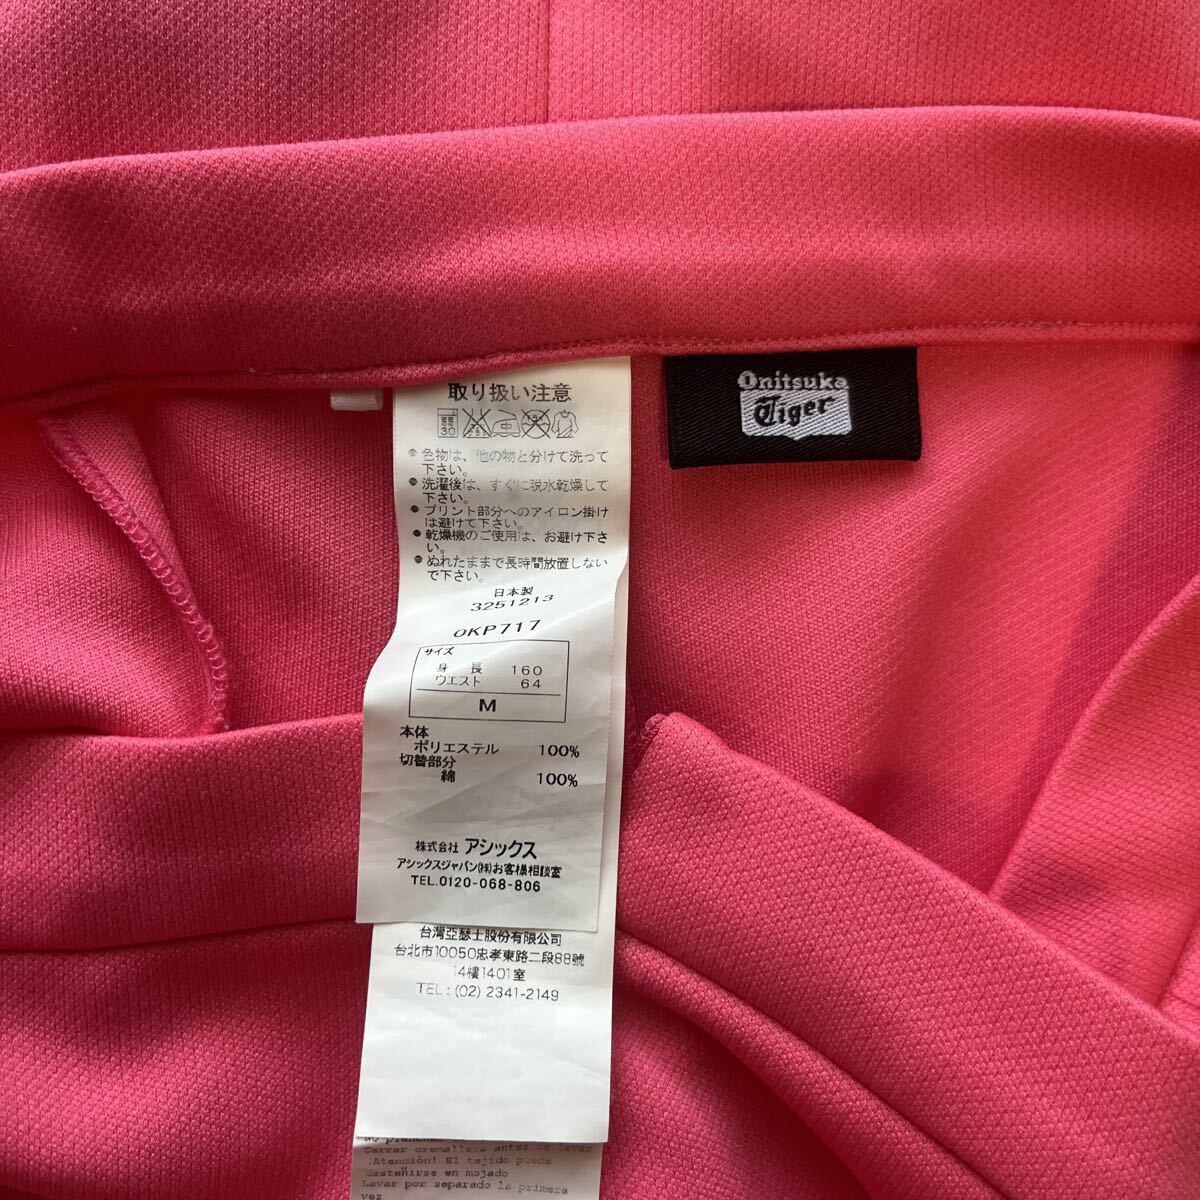 取り扱い注意
30
中
●色物は、他の物と分けて洗って
下さい。
●洗濯後は、すぐに脱水乾燥して
下さい。
●プリント部分へのアイロン掛け
は避けて下さい。
●乾燥機のご使用は、お避け下さ
い。
●ぬれたままで長時間放置しない
で下さい。
日本製
3251213
OKP717
サイズ
身長 160
ウエスト 64
M
本体
ポリエステル 100%
切替部分
綿 100%
株式会社 アシックス
アシックスジャパン(株)お客様相談室
TEL.0120-068-806
台灣亞瑟士股份有限公司
台北市10050忠孝東路二段88號
14樓1401室
TEL:(02) 2341-2149
No planchar
Cerrar cremallera antes de lavar
¡Atención! El tejido puede
desteñirse en mojado
Lavar por separado la primera
vez
Onitsuka
Tiger